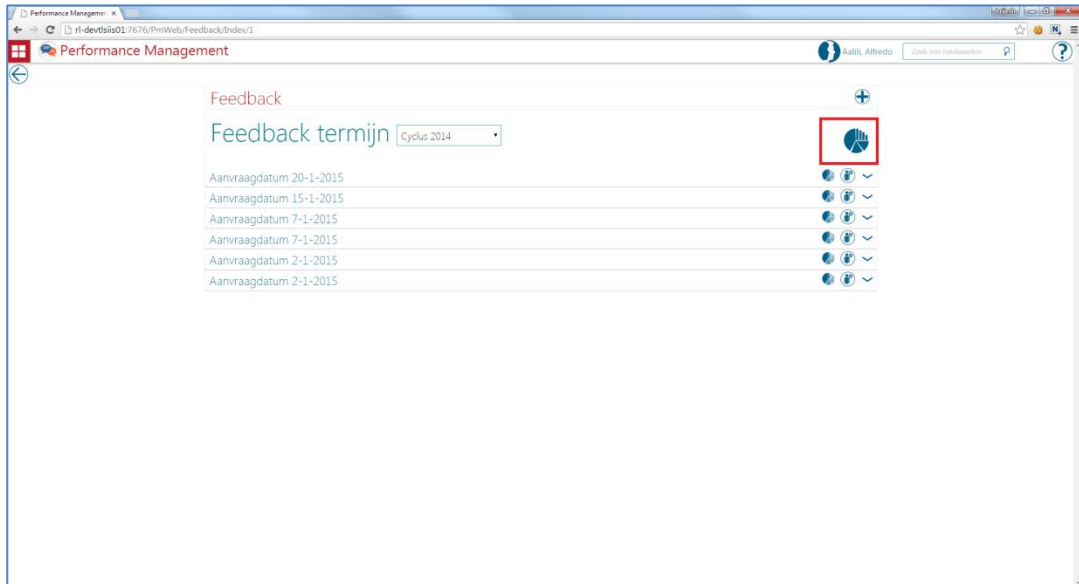 Performance Managemer
rl-devtlsiis01:7676/PmWeb/Feedback/Index/1
Performance Management
Aalili, Alfredo
Zoek een medewerker
?
Feedback
Feedback termijn
Cyclus 2014
Aanvraagdatum 20-1-2015
Aanvraagdatum 15-1-2015
Aanvraagdatum 7-1-2015
Aanvraagdatum 7-1-2015
Aanvraagdatum 2-1-2015
Aanvraagdatum 2-1-2015